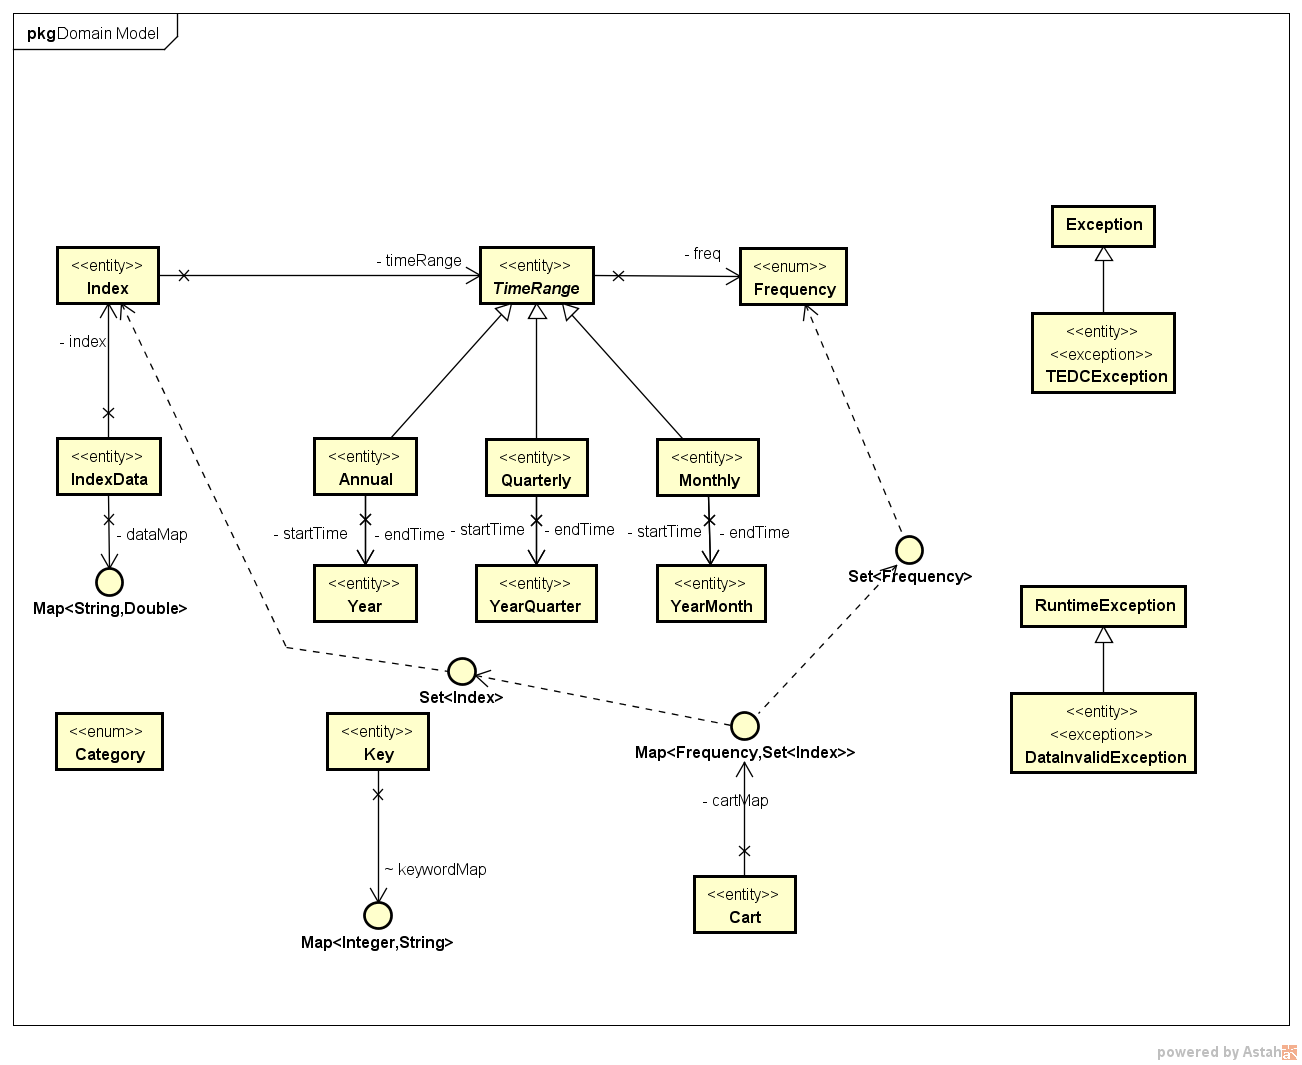 pkg Domain Model
Exception
- timeRange
- freq
<<entity>>
Index
<<entity>>
TimeRange
<<enum>>
Frequency
<<entity>>
<<exception>>
TEDCException
- index
<<entity>>
IndexData
<<entity>>
Annual
<<entity>>
Quarterly
<<entity>>
Monthly
- dataMap
- startTime
- endTime
- startTime
- endTime
- startTime
- endTime
Map<String,Double>
<<entity>>
Year
<<entity>>
YearQuarter
<<entity>>
YearMonth
Set<Frequency>
RuntimeException
Set<Index>
<<enum>>
Category
<<entity>>
Key
Map<Frequency,Set<Index>>
<<entity>>
<<exception>>
DataInvalidException
- cartMap
~ keywordMap
<<entity>>
Cart
Map<Integer,String>
powered by Astah